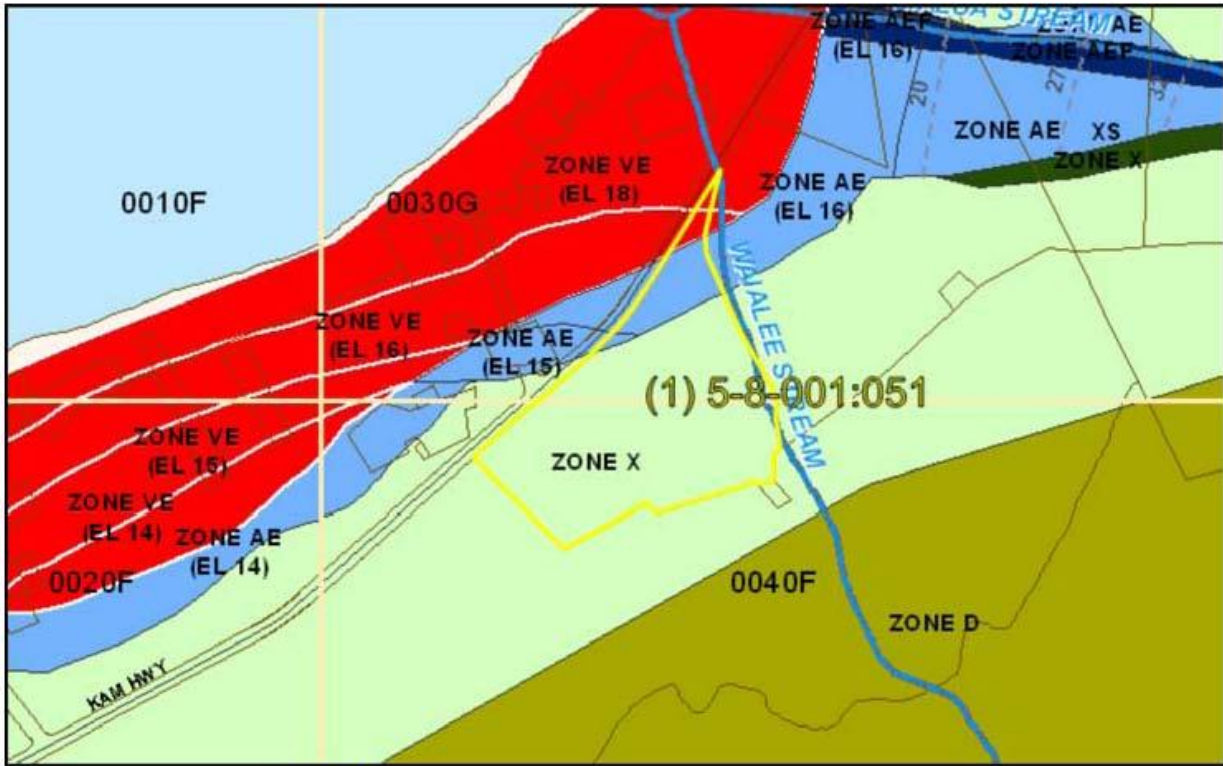 WAIALEE STREAM
ZONE AEF
(EL 16)
ZONE AE
ZONE AEF
20
27
32
ZONE AE
XS
ZONE X
ZONE VE
(EL 18)
ZONE AE
(EL 16)
0010F
0030G
ZONE VE
(EL 16)
ZONE AE
(EL 15)
(1) 5-8-001:051
ZONE VE
(EL 15)
ZONE X
ZONE VE
(EL 14)
ZONE AE
(EL 14)
0020F
0040F
ZONE D
KAM HWY